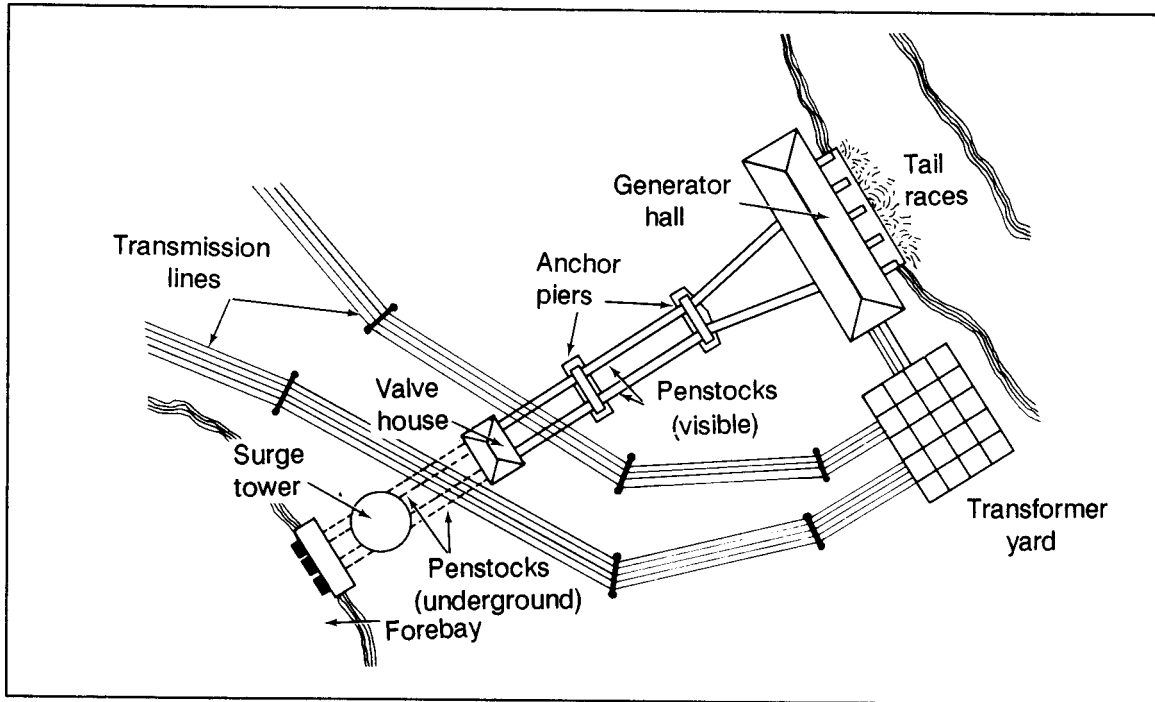 Tail
races
Generator
hall
Transmission
lines
Anchor
piers
Valve
house
Penstocks
(visible)
Surge
tower
Transformer
yard
Penstocks
(underground)
Forebay